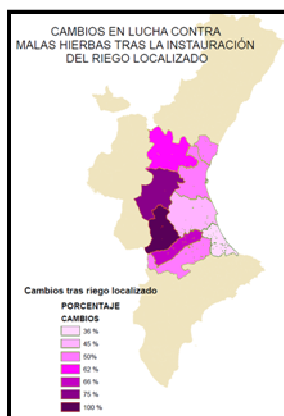 CAMBIOS EN LUCHA CONTRA
MALAS HIERBAS TRAS LA INSTAURACIÓN
DEL RIEGO LOCALIZADO
Cambios tras riego localizado
PORCENTAJE
CAMBIOS
36 %
45 %
50%
62 %
66 %
75 %
100 %